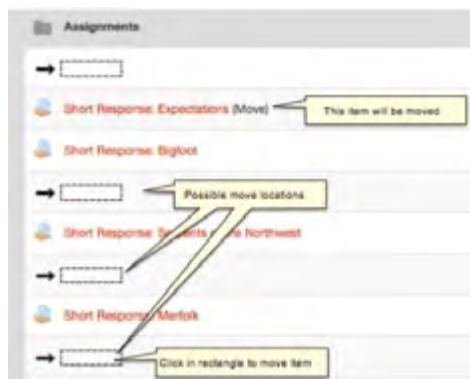 Assignments
Short Response: Expectations (Move)
This item will be moved
Short Response: Bigfoot
Possible move locations
Short Response: Northwest
Short Response: Merfolk
Click in rectangle to move item